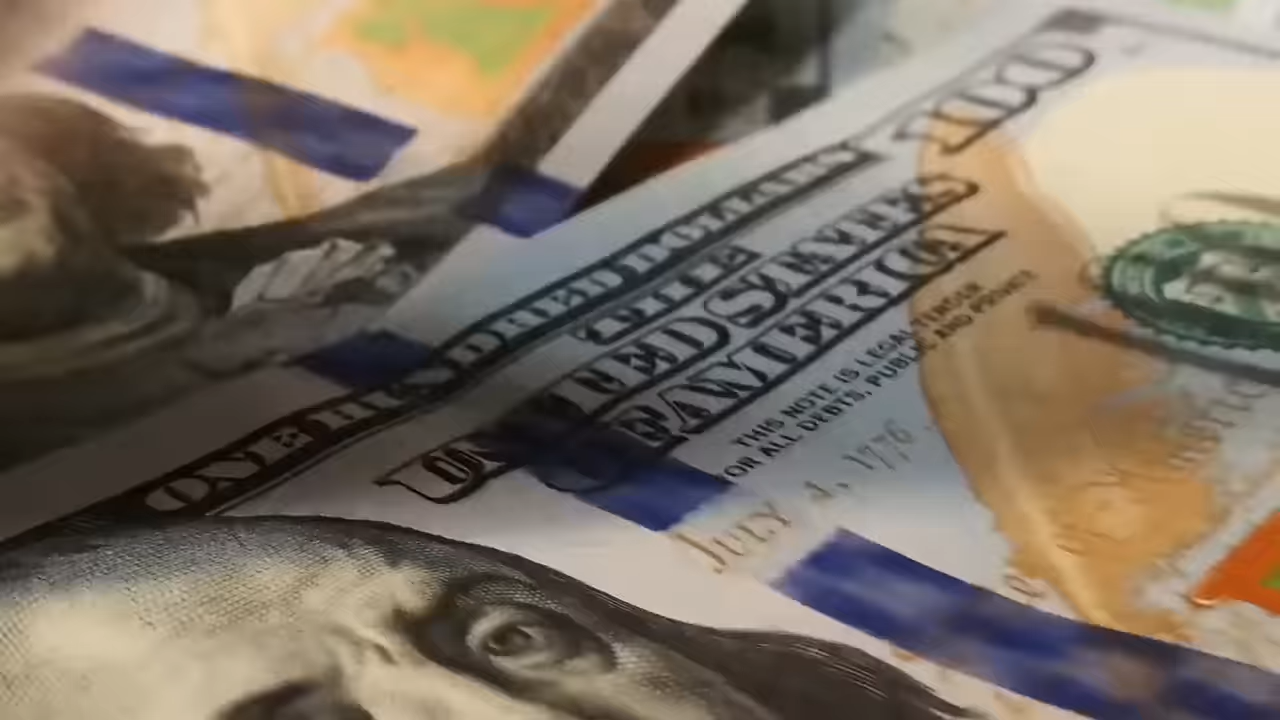 100
ONE HUNDRED DOLLARS
THE
UNITED STATES
OF AMERICA
THIS NOTE IS LEGAL TENDER
FOR ALL DEBTS, PUBLIC AND PRIVATE
JULY 4, 1776